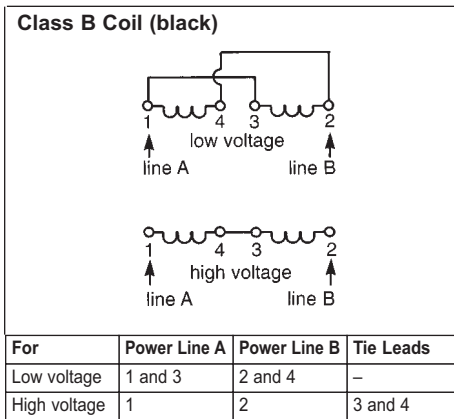 Class B Coil (black)
1 4 3 2
low voltage
line A line B
1 4 3 2
high voltage
line A line B
For Power Line A Power Line B Tie Leads
Low voltage 1 and 3 2 and 4 –
High voltage 1 2 3 and 4